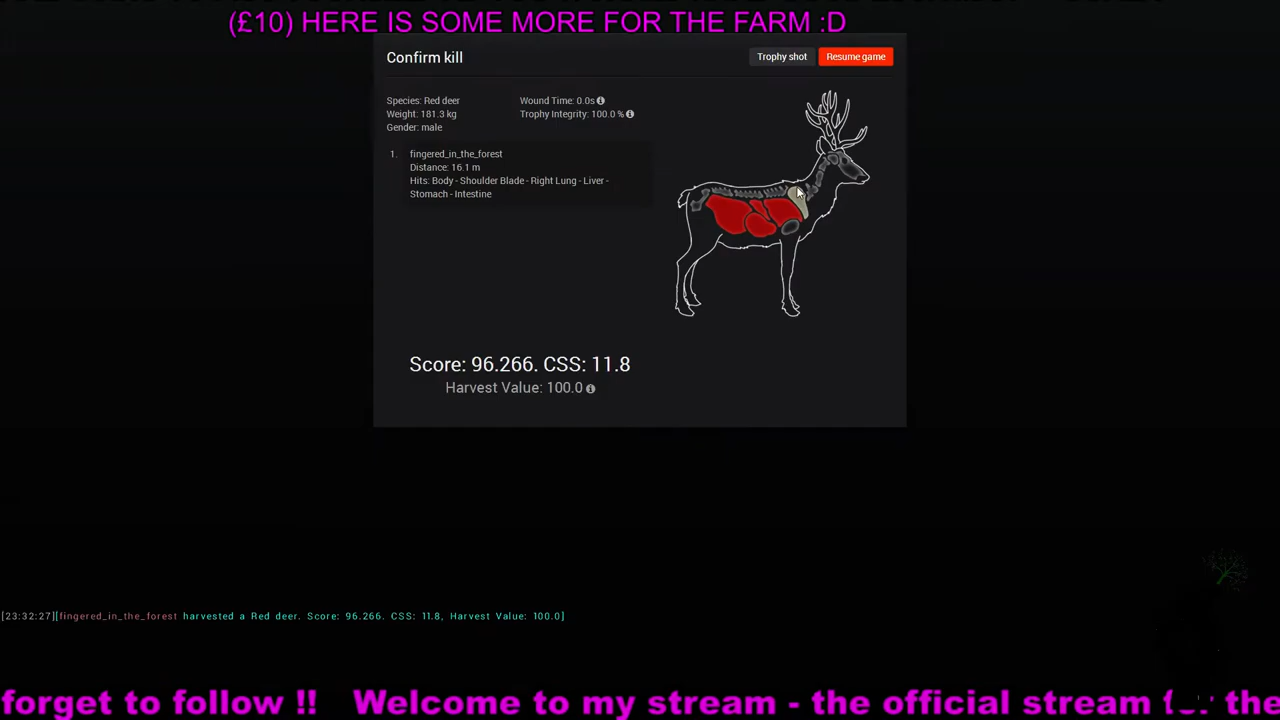 (£10) HERE IS SOME MORE FOR THE FARM :D
Confirm kill
Trophy shot
Resume game
Species: Red deer
Weight: 181.3 kg
Gender: male
Wound Time: 0.0s
Trophy Integrity: 100.0 %
1.
fingered_in_the_forest
Distance: 16.1 m
Hits: Body - Shoulder Blade - Right Lung - Liver -
Stomach - Intestine
Score: 96.266. CSS: 11.8
Harvest Value: 100.0
[23:32:27][fingered_in_the_forest harvested a Red deer. Score: 96.266. CSS: 11.8, Harvest Value: 100.0]
forget to follow !! Welcome to my stream - the official stream for the